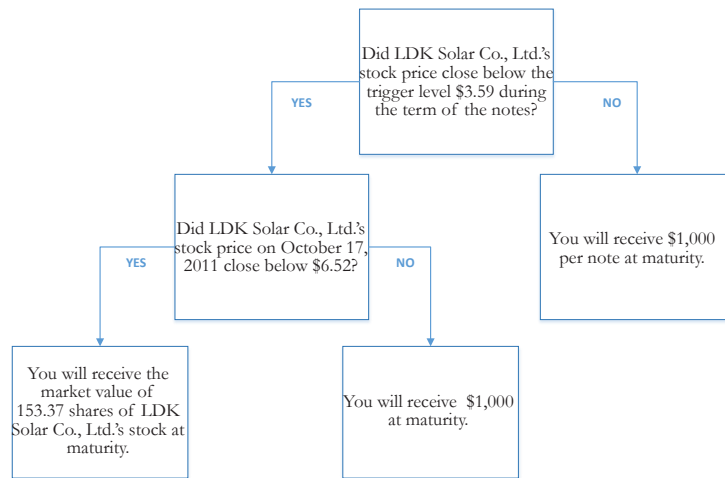 Did LDK Solar Co., Ltd.'s
stock price close below the
trigger level $3.59 during
the term of the notes?
YES
NO
Did LDK Solar Co., Ltd.'s
stock price on October 17,
2011 close below $6.52?
You will receive $1,000
per note at maturity.
YES
NO
You will receive the
market value of
153.37 shares of LDK
Solar Co., Ltd.'s stock at
maturity.
You will receive $1,000
at maturity.